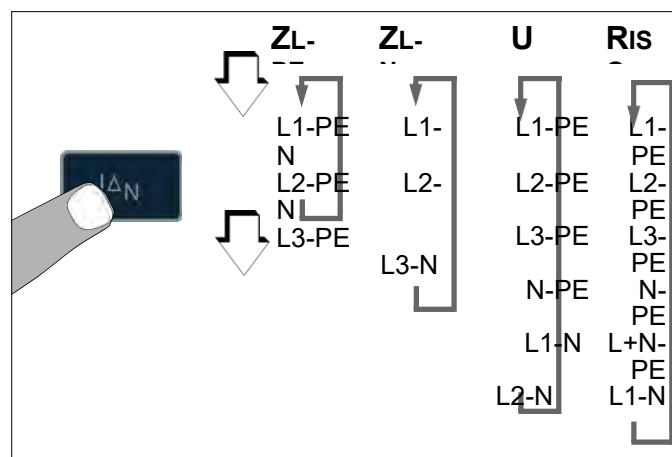 ZL- ZL- U RIS
L1-PE L1- L1-PE L1-
N PE
L2-PE L2- L2-PE L2-
N PE
L3-PE L3-PE L3-
L3-N PE
N-PE N-
PE
L1-N L+N-
PE
L2-N L1-N
IΔN